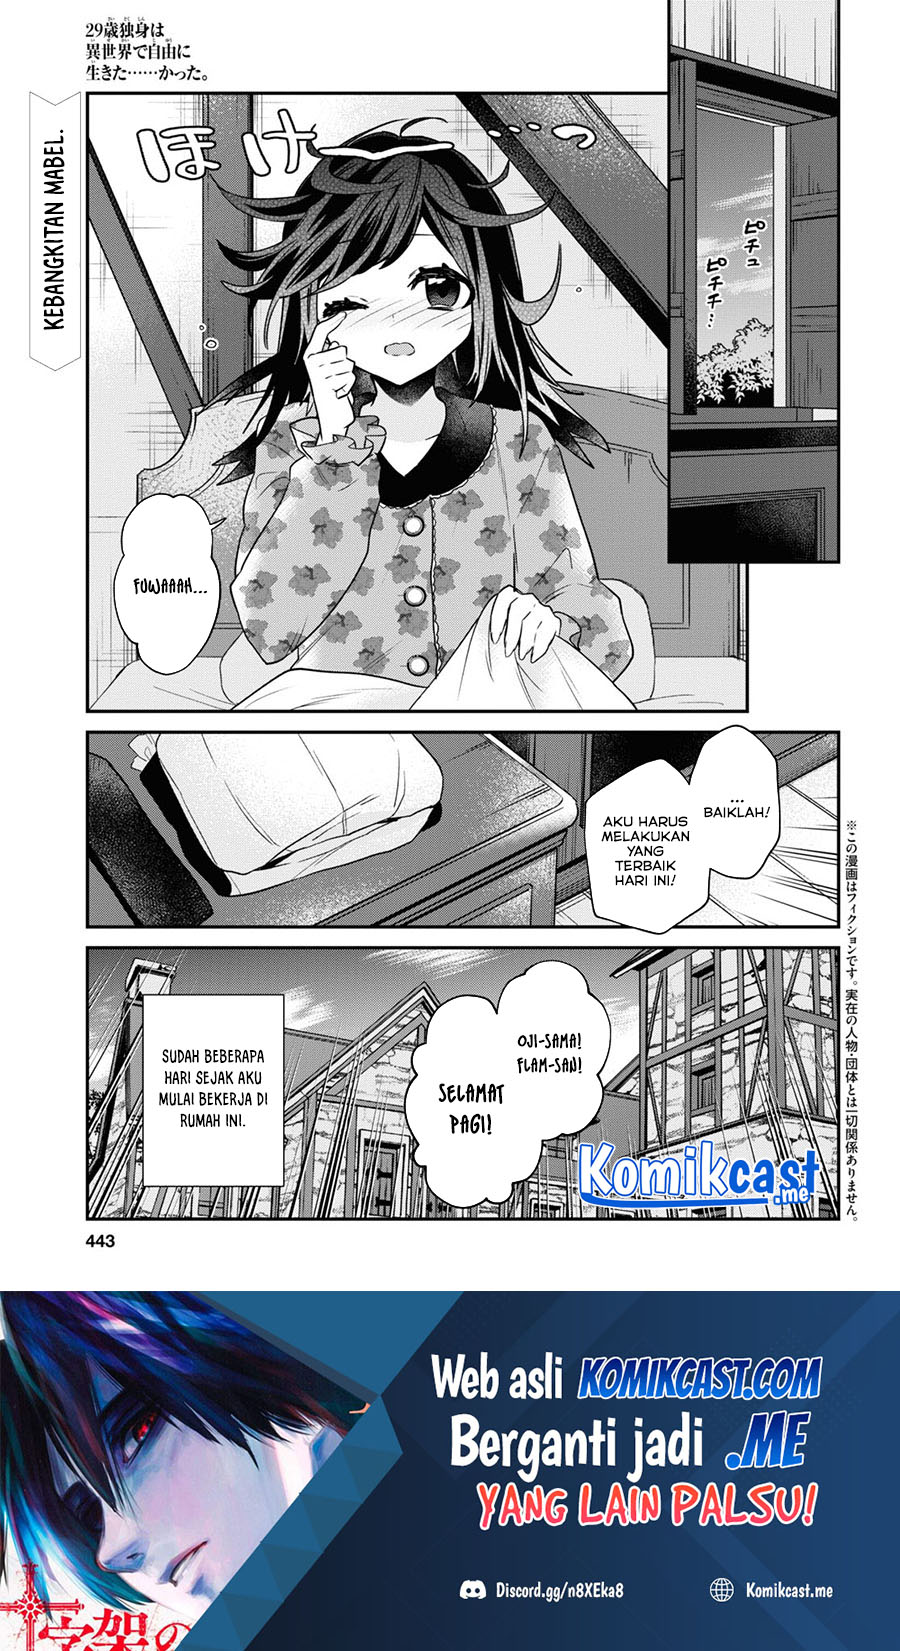 29歳独身は
異世界で自由に
生きた……かった。
KEBANGKITAN MABEL.
ほけ
〜っ
ピチュ
ピチチ…
FUWAAAH...
...
BAIKLAH!
AKU HARUS
MELAKUKAN
YANG
TERBAIK
HARI INI!
SUDAH BEBERAPA
HARI SEJAK AKU
MULAI BEKERJA DI
RUMAH INI.
OJI-SAMA!
FLAM-SAN!
SELAMAT
PAGI!
Komikcast
.me
※この漫画はフィクションです。実在の人物・団体とは一切関係ありません。
443
Web asli KOMIKCAST.COM
Berganti jadi .ME
YANG LAIN PALSU!
Discord.gg/n8XEka8
Komikcast.me
字架の